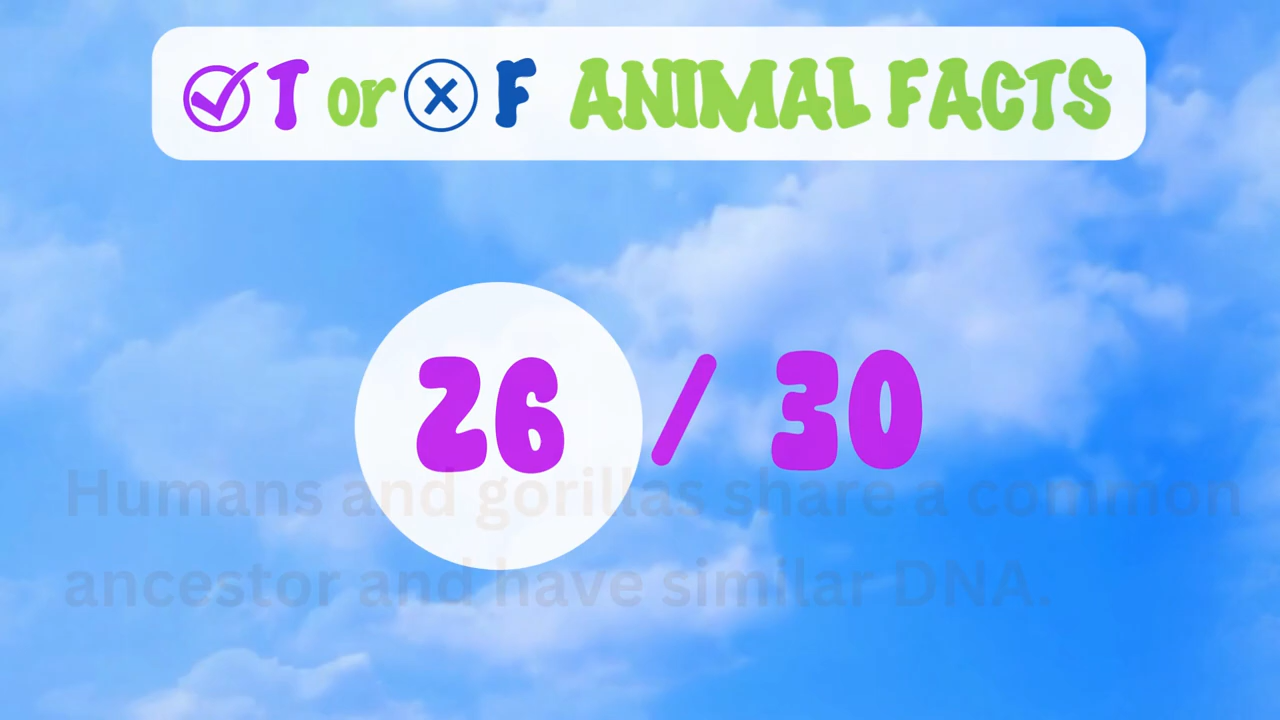 T or F ANIMAL FACTS
26 / 30
Humans and gorillas share a common
ancestor and have similar DNA.